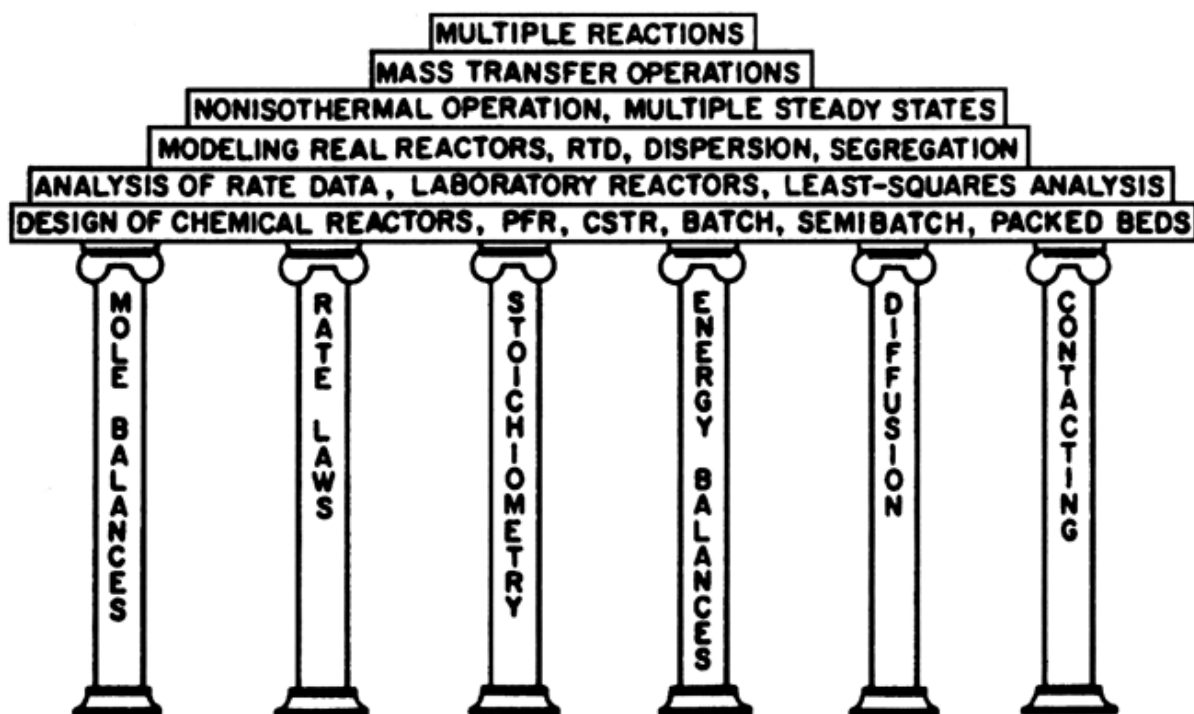 MULTIPLE REACTIONS
MASS TRANSFER OPERATIONS
NONISOTHERMAL OPERATION, MULTIPLE STEADY STATES
MODELING REAL REACTORS, RTD, DISPERSION, SEGREGATION
ANALYSIS OF RATE DATA, LABORATORY REACTORS, LEAST-SQUARES ANALYSIS
DESIGN OF CHEMICAL REACTORS, PFR, CSTR, BATCH, SEMIBATCH, PACKED BEDS
MOLE BALANCES
RATE LAWS
STOICHIOMETRY
ENERGY BALANCES
DIFFUSION
CONTACTING